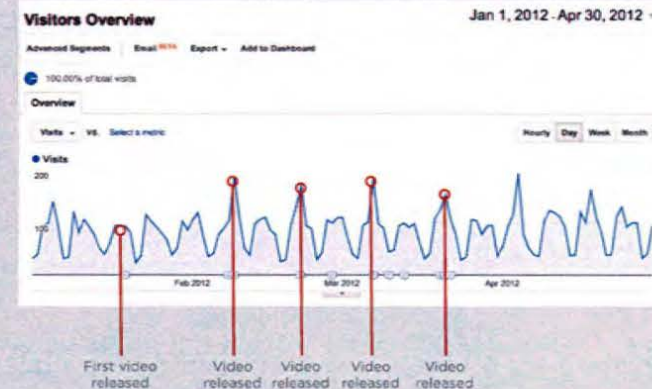 Visitors Overview
Jan 1, 2012 - Apr 30, 2012
Advanced Segments Email BETA Export Add to Dashboard
100.00% of total visits
Overview
Visits VS. Select a metric
Hourly Day Week Month
Visits
200
100
Feb 2012 Mar 2012 Apr 2012
First video Video Video Video Video
released released released released released